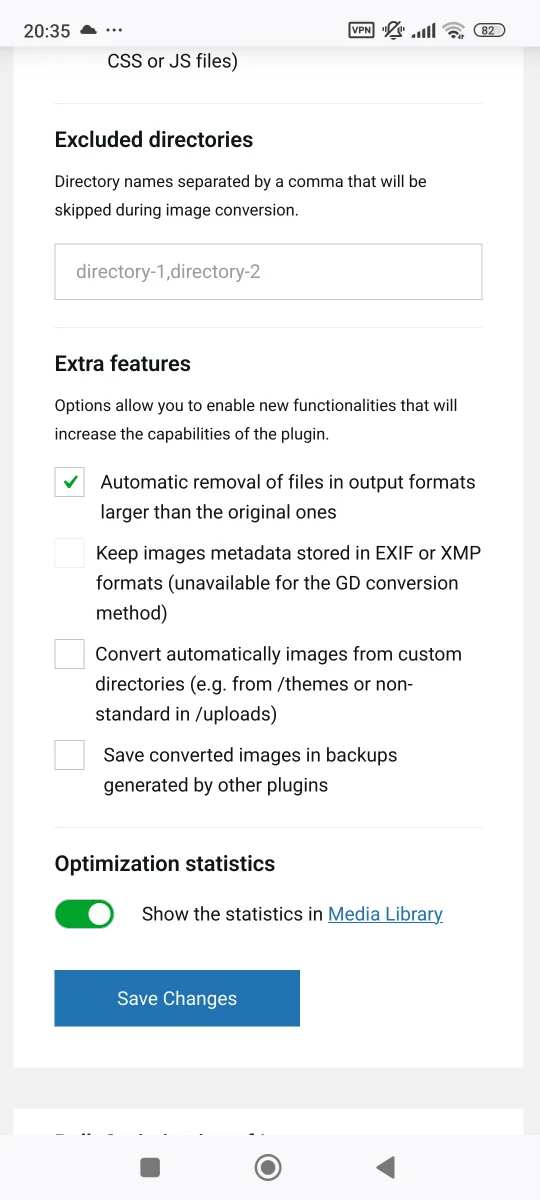 20:35
VPN
82
CSS or JS files)
Excluded directories
Directory names separated by a comma that will be
skipped during image conversion.
directory-1,directory-2
Extra features
Options allow you to enable new functionalities that will
increase the capabilities of the plugin.
Automatic removal of files in output formats
larger than the original ones
Keep images metadata stored in EXIF or XMP
formats (unavailable for the GD conversion
method)
Convert automatically images from custom
directories (e.g. from /themes or non-
standard in /uploads)
Save converted images in backups
generated by other plugins
Optimization statistics
Show the statistics in Media Library
Save Changes